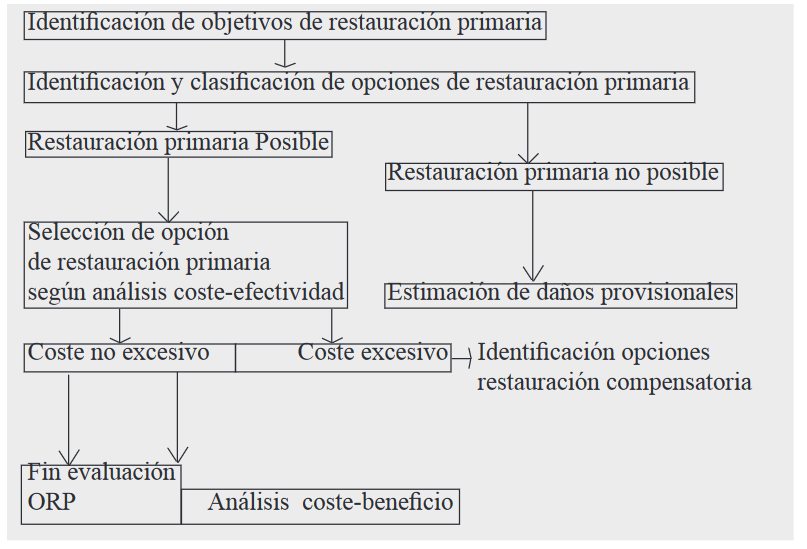 Identificación de objetivos de restauración primaria
Identificación y clasificación de opciones de restauración primaria
Restauración primaria Posible
Restauración primaria no posible
Selección de opción
de restauración primaria
según análisis coste-efectividad
Estimación de daños provisionales
Coste no excesivo
Coste excesivo
Identificación opciones
restauración compensatoria
Fin evaluación
ORP
Análisis coste-beneficio